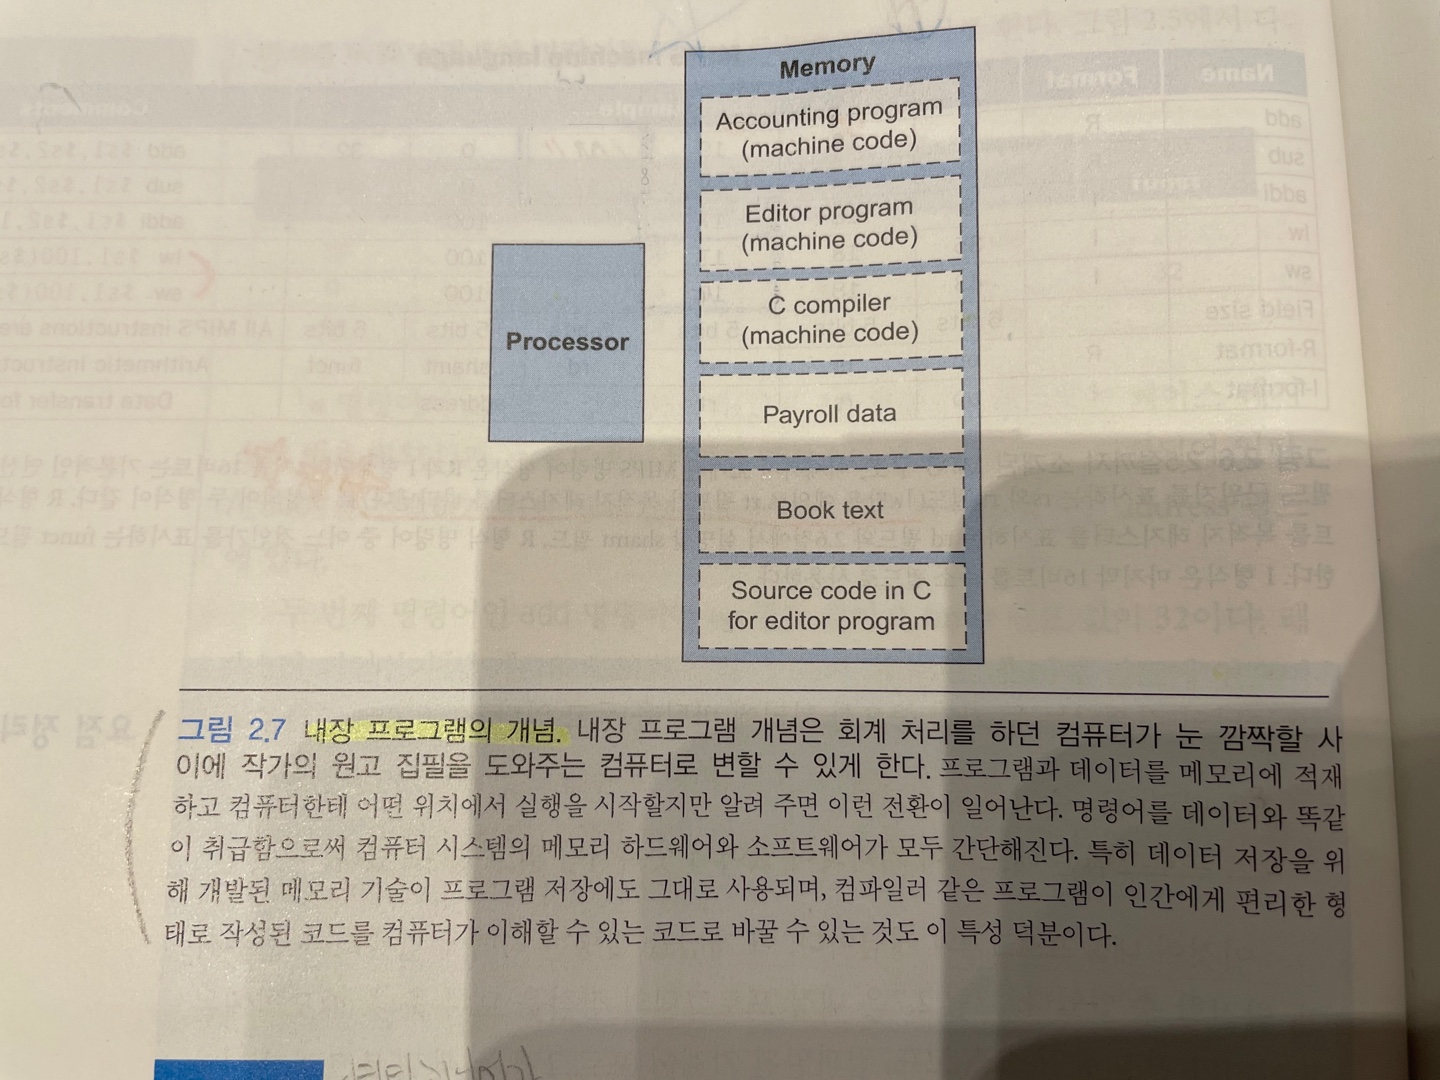 Memory
Accounting program
(machine code)
Editor program
(machine code)
C compiler
(machine code)
Processor
Payroll data
Book text
Source code in C
for editor program
그림 2.7 내장 프로그램의 개념. 내장 프로그램 개념은 회계 처리를 하던 컴퓨터가 눈 깜짝할 사
이에 작가의 원고 집필을 도와주는 컴퓨터로 변할 수 있게 한다. 프로그램과 데이터를 메모리에 적재
하고 컴퓨터한테 어떤 위치에서 실행을 시작할지만 알려 주면 이런 전환이 일어난다. 명령어를 데이터와 똑같
이 취급함으로써 컴퓨터 시스템의 메모리 하드웨어와 소프트웨어가 모두 간단해진다. 특히 데이터 저장을 위
해 개발된 메모리 기술이 프로그램 저장에도 그대로 사용되며, 컴파일러 같은 프로그램이 인간에게 편리한 형
태로 작성된 코드를 컴퓨터가 이해할 수 있는 코드로 바꿀 수 있는 것도 이 특성 덕분이다.